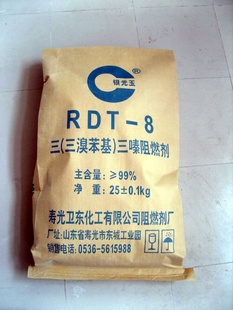 银光玉
®
RDT-8
三(三溴苯基)三嗪阻燃剂
主含量：≥99%
净 重：25±0.1kg
寿光卫东化工有限公司阻燃剂厂
厂址：山东省寿光市东城工业园
销售电话：0536-5615988